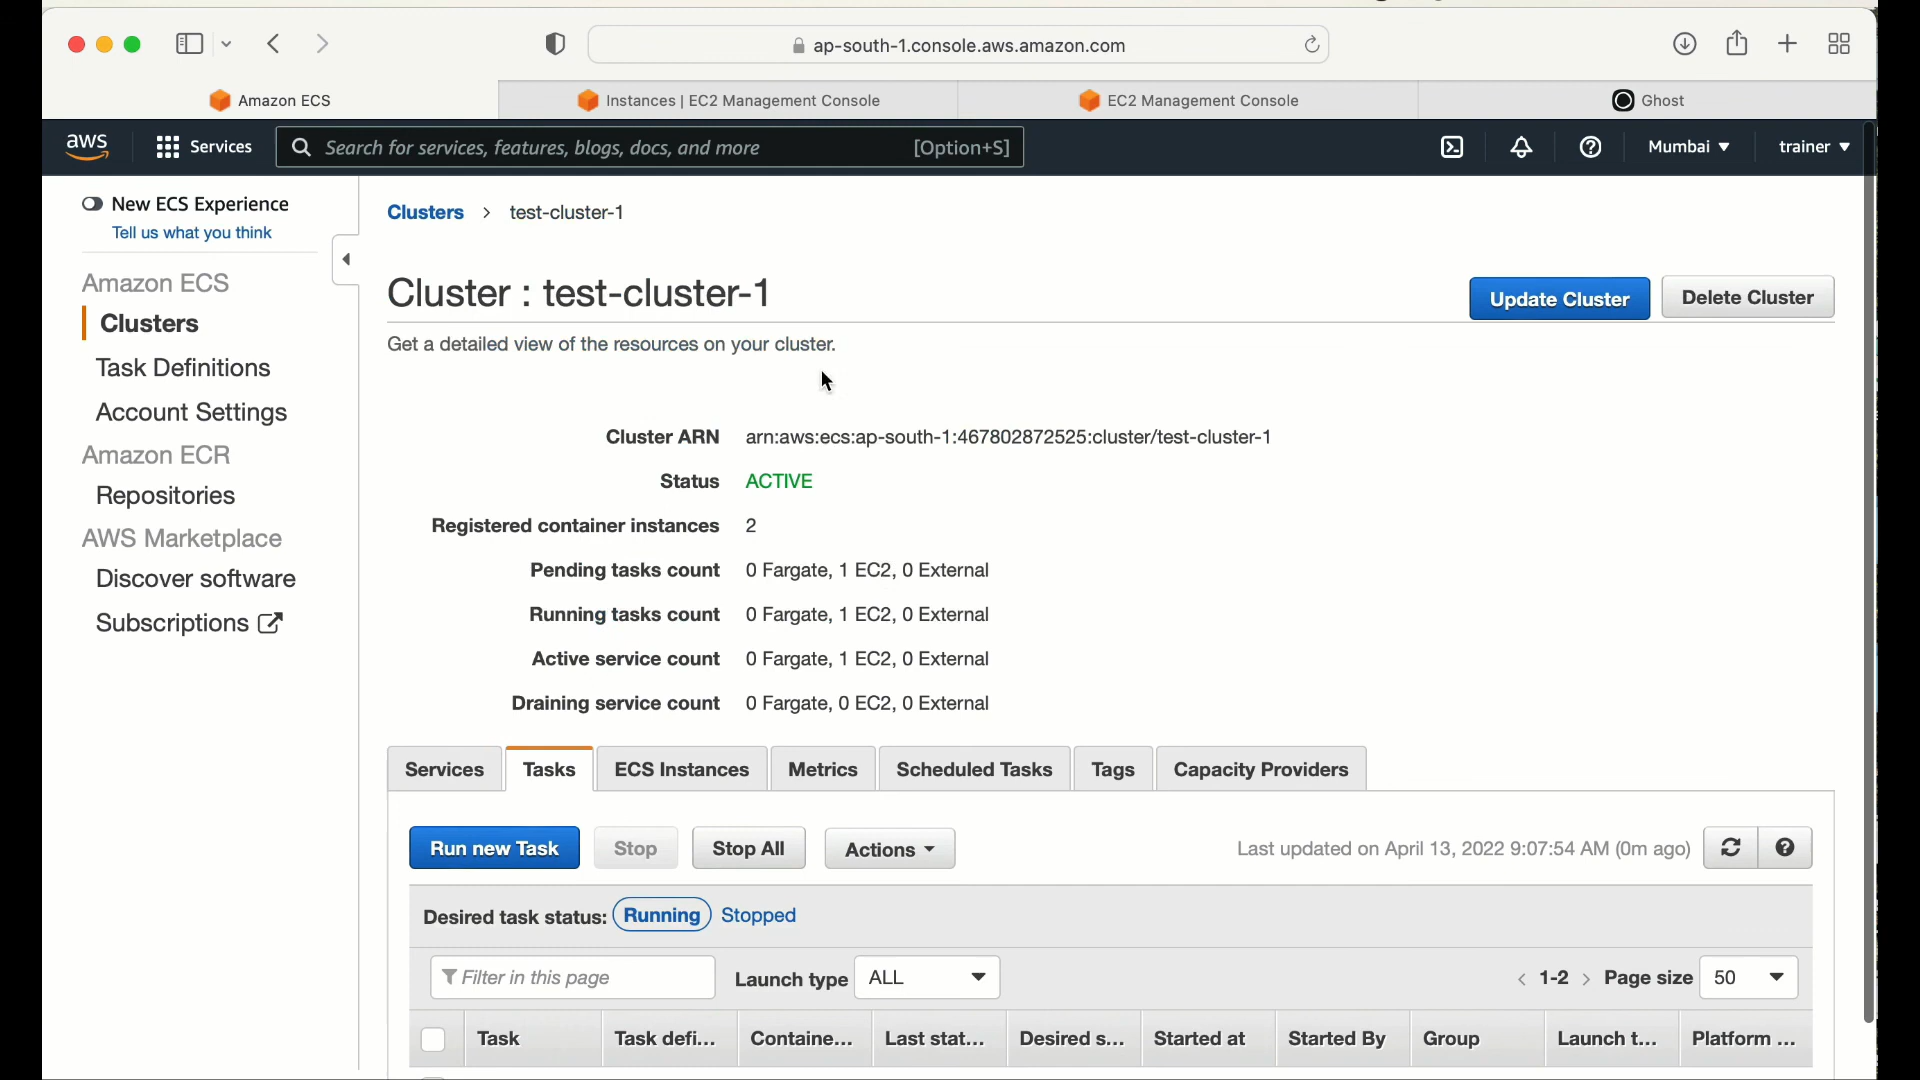 ap-south-1.console.aws.amazon.com
Amazon ECS
Instances | EC2 Management Console
EC2 Management Console
Ghost
aws
Services
Search for services, features, blogs, docs, and more
[Option+S]
Mumbai
trainer
New ECS Experience
Tell us what you think
Amazon ECS
Clusters
Task Definitions
Account Settings
Amazon ECR
Repositories
AWS Marketplace
Discover software
Subscriptions
Clusters > test-cluster-1
Cluster : test-cluster-1
Update Cluster
Delete Cluster
Get a detailed view of the resources on your cluster.
Cluster ARN arn:aws:ecs:ap-south-1:467802872525:cluster/test-cluster-1
Status ACTIVE
Registered container instances 2
Pending tasks count 0 Fargate, 1 EC2, 0 External
Running tasks count 0 Fargate, 1 EC2, 0 External
Active service count 0 Fargate, 1 EC2, 0 External
Draining service count 0 Fargate, 0 EC2, 0 External
Services
Tasks
ECS Instances
Metrics
Scheduled Tasks
Tags
Capacity Providers
Run new Task
Stop
Stop All
Actions
Last updated on April 13, 2022 9:07:54 AM (0m ago)
Desired task status: Running Stopped
Filter in this page
Launch type ALL
< 1-2 > Page size 50
Task
Task defi...
Containe...
Last stat...
Desired s...
Started at
Started By
Group
Launch t...
Platform ...